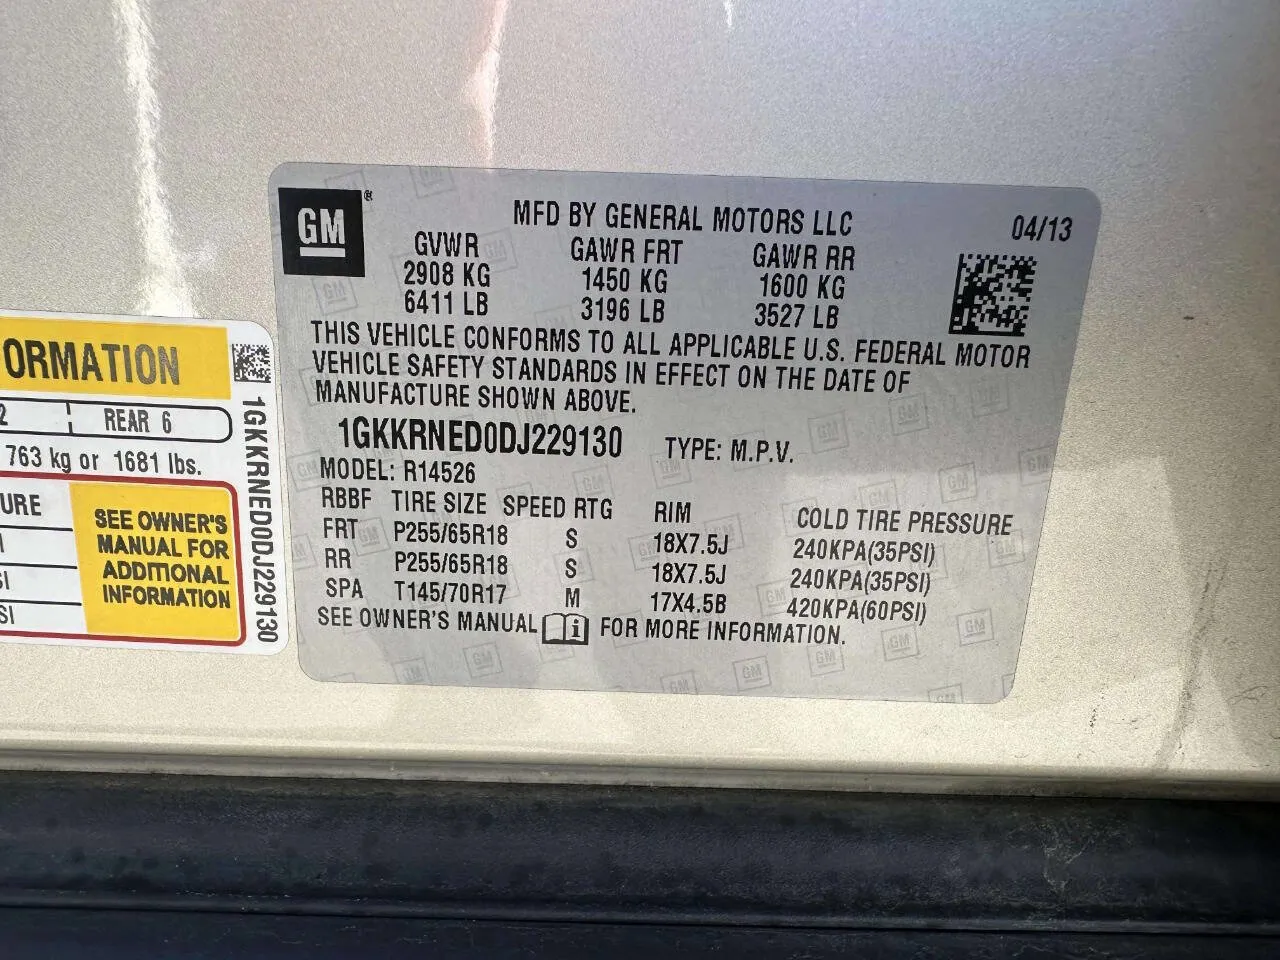 GM®
MFD BY GENERAL MOTORS LLC 04/13
GVWR GAWR FRT GAWR RR
2908 KG 1450 KG 1600 KG
6411 LB 3196 LB 3527 LB
THIS VEHICLE CONFORMS TO ALL APPLICABLE U.S. FEDERAL MOTOR
VEHICLE SAFETY STANDARDS IN EFFECT ON THE DATE OF
MANUFACTURE SHOWN ABOVE.
1GKKRNED0DJ229130 TYPE: M.P.V.
MODEL: R14526
RBBF TIRE SIZE SPEED RTG RIM COLD TIRE PRESSURE
FRT P255/65R18 S 18X7.5J 240KPA(35PSI)
RR P255/65R18 S 18X7.5J 240KPA(35PSI)
SPA T145/70R17 M 17X4.5B 420KPA(60PSI)
SEE OWNER'S MANUAL FOR MORE INFORMATION.
ORMATION
2 REAR 6
763 kg or 1681 lbs.
URE
SEE OWNER'S
MANUAL FOR
ADDITIONAL
INFORMATION
SI
1GKKRNED0DJ229130